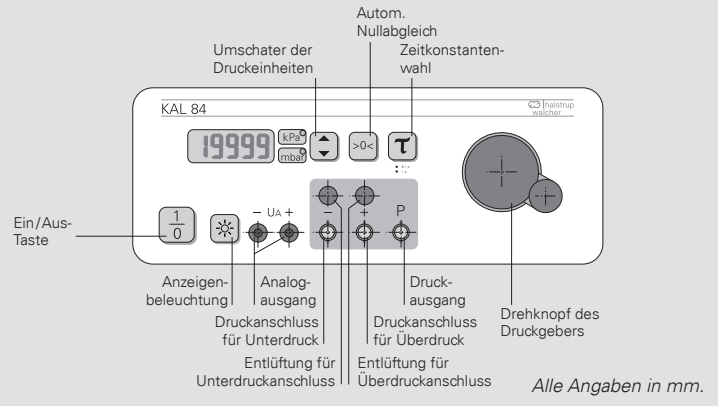 Autom.
Nullabgleich
Umschater der
Druckeinheiten
Zeitkonstanten-
wahl
KAL 84
halstrup
walcher
19999
kPa
mbar
>0<
τ
1
0
- UA +
-
+
P
Ein/Aus-
Taste
Anzeigen-
beleuchtung
Analog-
ausgang
Druck-
ausgang
Druckanschluss
für Unterdruck
Druckanschluss
für Überdruck
Drehknopf des
Druckgebers
Entlüftung für
Unterdruckanschluss
Entlüftung für
Überdruckanschluss
Alle Angaben in mm.